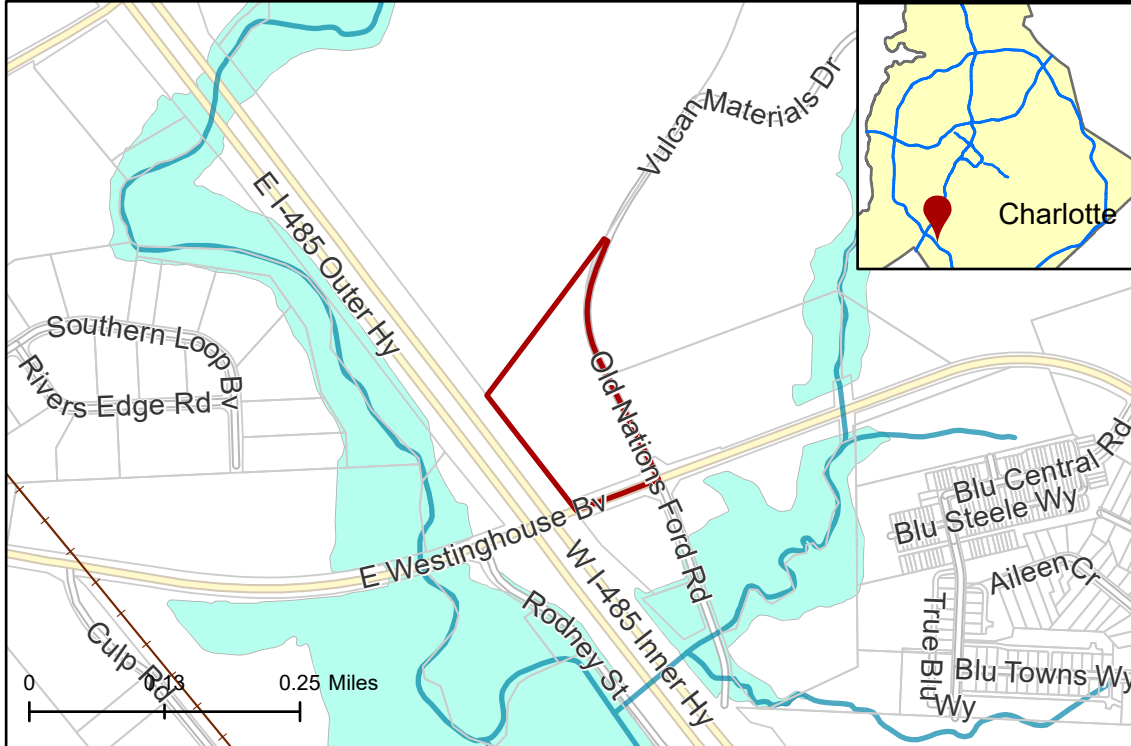 Vulcan Materials Dr
Charlotte
E I-485 Outer Hy
Southern Loop Bv
Rivers Edge Rd
Old Nations Ford Rd
Blu Central Rd
Blu Steele Wy
E Westinghouse Bv
W I-485 Inner Hy
Aileen Cr
Rodney St
True Blu Wy
Culp Rd
Blu Towns Wy
0 0.13 0.25 Miles